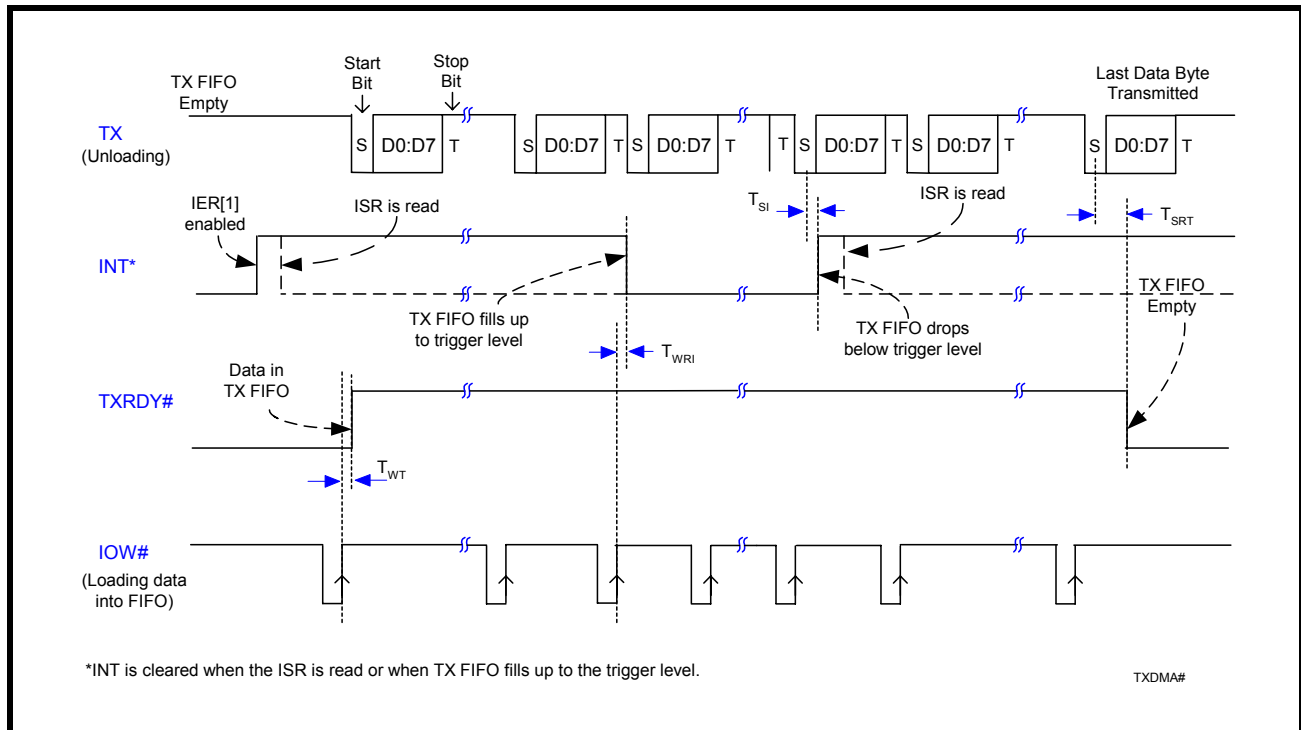 Start
Bit
Stop
Bit
TX FIFO
Empty
Last Data Byte
Transmitted
TX
(Unloading)
S D0:D7 T S D0:D7 T S D0:D7 T T S D0:D7 T S D0:D7 T S D0:D7 T
IER[1]
enabled
ISR is read
TSI
ISR is read
TSRT
INT*
TX FIFO fills up
to trigger level
TX FIFO drops
below trigger level
TX FIFO
Empty
TWRI
Data in
TX FIFO
TXRDY#
TWT
IOW#
(Loading data
into FIFO)
*INT is cleared when the ISR is read or when TX FIFO fills up to the trigger level.
TXDMA#